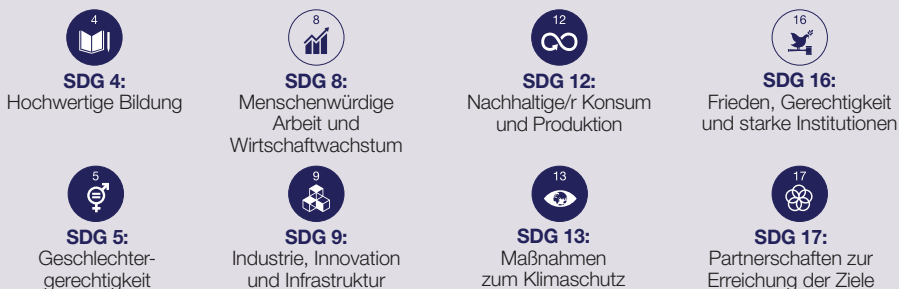 4
SDG 4:
Hochwertige Bildung
8
SDG 8:
Menschenwürdige
Arbeit und
Wirtschaftwachstum
12
SDG 12:
Nachhaltige/r Konsum
und Produktion
16
SDG 16:
Frieden, Gerechtigkeit
und starke Institutionen
5
SDG 5:
Geschlechter-
gerechtigkeit
9
SDG 9:
Industrie, Innovation
und Infrastruktur
13
SDG 13:
Maßnahmen
zum Klimaschutz
17
SDG 17:
Partnerschaften zur
Erreichung der Ziele